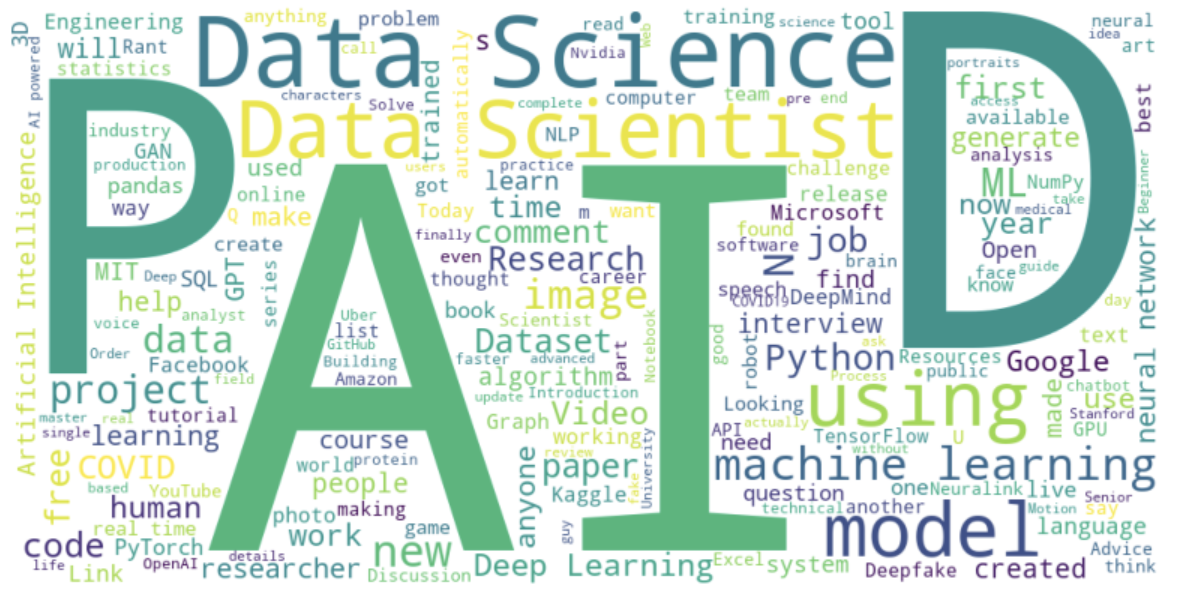 3D
Engineering
anything
problem
Data Science
s
read
training
science
tool
neural
idea
art
will
Rant
call
Nvidia
web
D
portraits
statistics
AI powered
P
characters
Solve
trained
automatically
complete
computer
team
pre
end
first
access
available
best
Data Scientist
NLP
generate
industry
GAN
production
pandas
way
used
online
Q
make
AI
users
practice
got
learn
challenge
release
analysis
ML
NumPy
take
now
medical
year
Beginner
Today
time
m
want
Microsoft
found
job
software
Open
brain
create
finally
comment
even
Research
career
thought
N
find
face
guide
know
MIT
Deep
SQL
GPT
series
speech
COVID19
DeepMind
image
help
analyst
voice
book
Scientist
interview
day
text
neural network
Artificial Intelligence
data
Uber
list
GitHub
Building
Amazon
Dataset
part
Notebook
good
ask
robot
Python
Resources
public
Google
Order
Facebook
field
faster
advanced
algorithm
update
Introduction
Process
using
made
chatbot
use
Stanford
GPU
project
master
real
tutorial
single
learning
Graph
Video
Looking
actually
API
need
TensorFlow
U
without
course
working
review
University
free
COVID
world
protein
based
YouTube
people
anyone
paper
Kaggle
fake
machine learning
question
one
Neuralink
live
Senior
human
photo
making
real time
work
game
guy
technical
another
model
Motion
say
language
code
PyTorch
life
OpenAI
details
new
Link
researcher
Discussion
Deep Learning
Excel
system
Deepfake
created
Advice
think